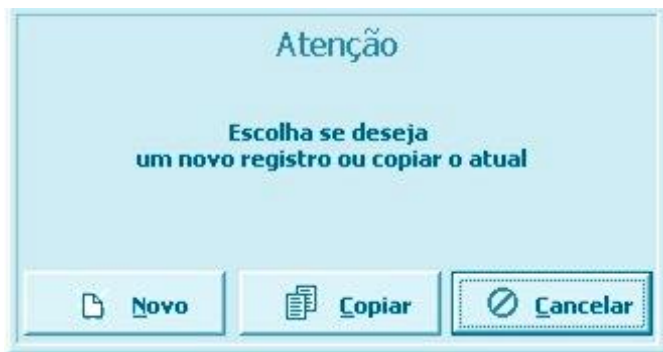 Atenção
Escolha se deseja
um novo registro ou copiar o atual
Novo Copiar Cancelar